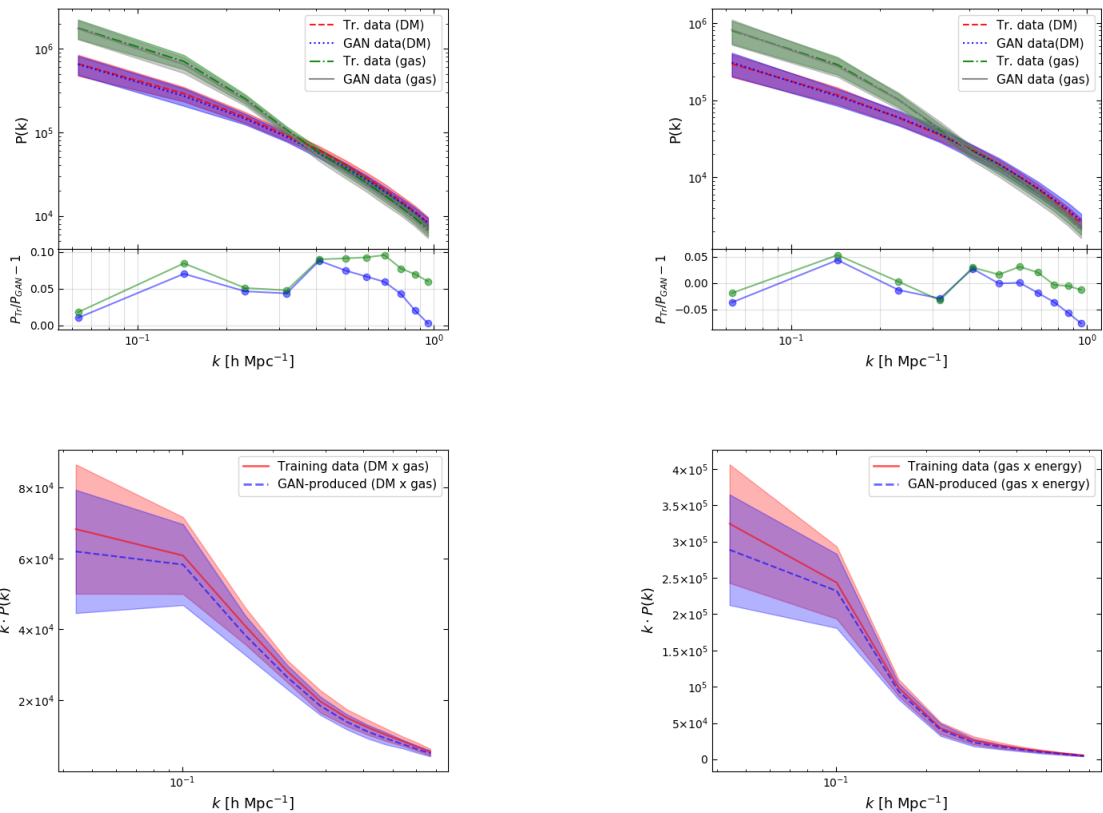 10^6
10^5
10^4
P(k)
Tr. data (DM)
GAN data(DM)
Tr. data (gas)
GAN data (gas)
0.10
0.05
0.00
P_Tr/P_GAN − 1
10^−1
10^0
k [h Mpc^−1]
10^6
10^5
10^4
P(k)
Tr. data (DM)
GAN data(DM)
Tr. data (gas)
GAN data (gas)
0.05
0.00
−0.05
P_Tr/P_GAN − 1
10^−1
10^0
k [h Mpc^−1]
8×10^4
6×10^4
4×10^4
2×10^4
k · P(k)
Training data (DM x gas)
GAN-produced (DM x gas)
10^−1
k [h Mpc^−1]
4×10^5
3.5×10^5
3×10^5
2.5×10^5
2×10^5
1.5×10^5
10^5
5×10^4
0
k · P(k)
Training data (gas x energy)
GAN-produced (gas x energy)
10^−1
k [h Mpc^−1]